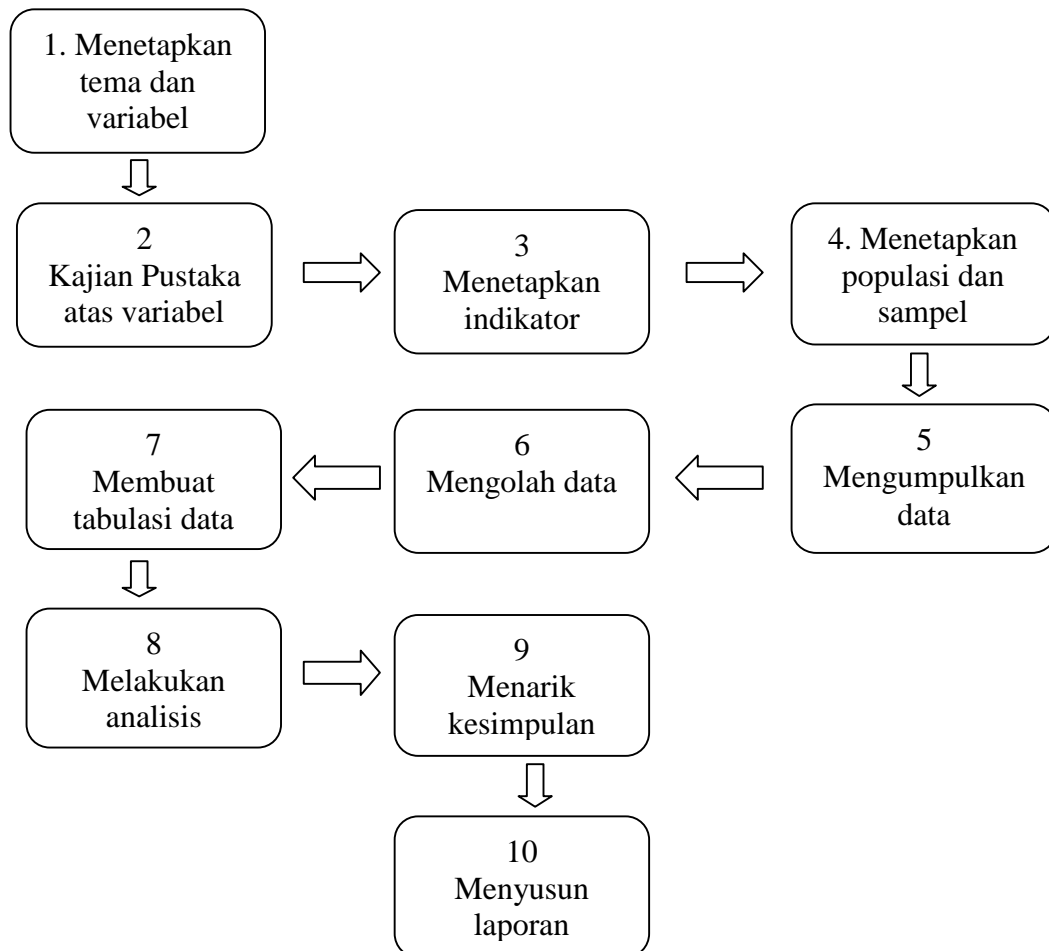 1. Menetapkan
tema dan
variabel
2
Kajian Pustaka
atas variabel
3
Menetapkan
indikator
4. Menetapkan
populasi dan
sampel
5
Mengumpulkan
data
6
Mengolah data
7
Membuat
tabulasi data
8
Melakukan
analisis
9
Menarik
kesimpulan
10
Menyusun
laporan